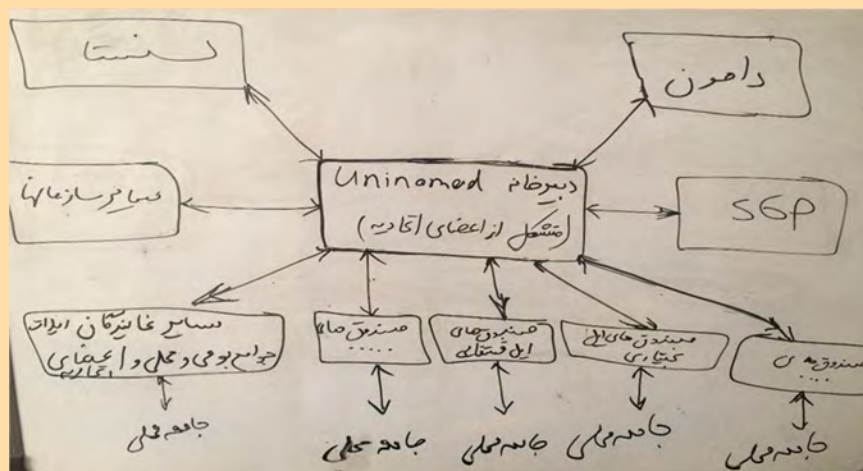 سنستا
دامون
دبیرخانه Uninomad
(متشکل از اعضای اتحادیه)
سایر سازمانها
SGP
سایر نمایندگان ایلات
جوامع بومی و محلی و اعضای اتحادیه
صندوق های
.....
صندوق های
ایل قشقایی
صندوق های ایل
بختیاری
صندوق های
.....
جامعه محلی
جامعه محلی
جامعه محلی
جامعه محلی
جامعه محلی